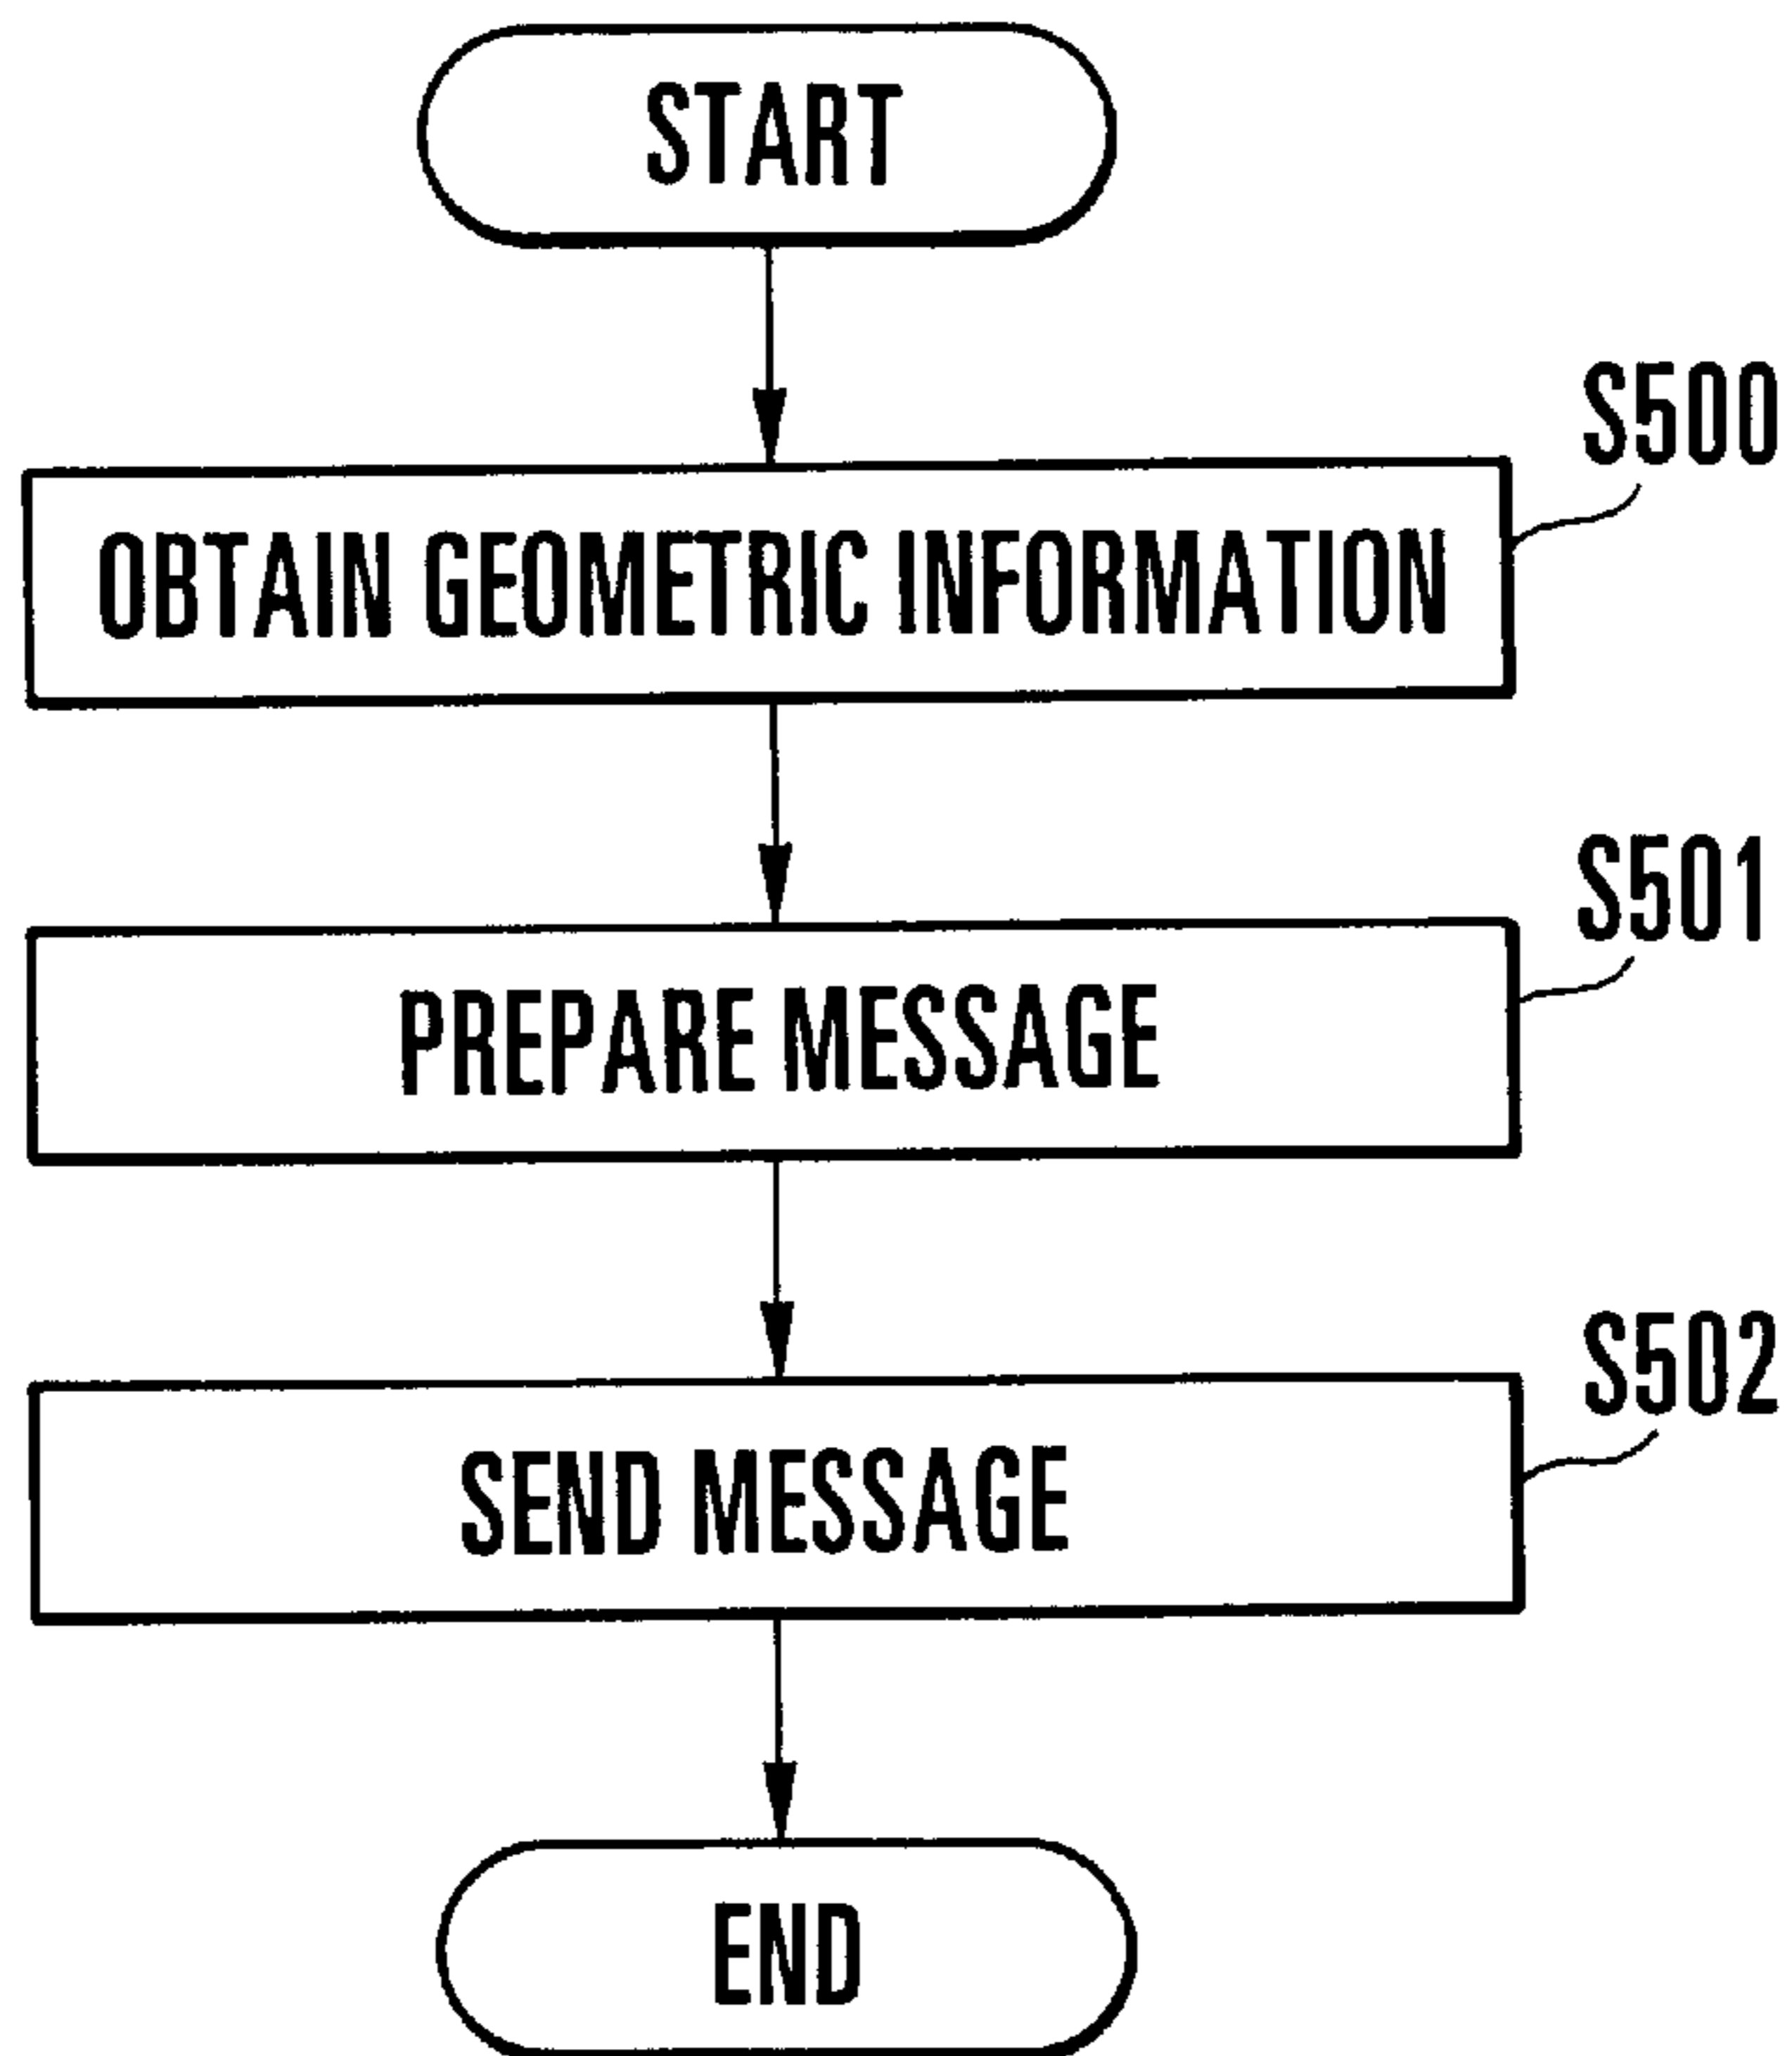 START
S500
OBTAIN GEOMETRIC INFORMATION
S501
PREPARE MESSAGE
S502
SEND MESSAGE
END